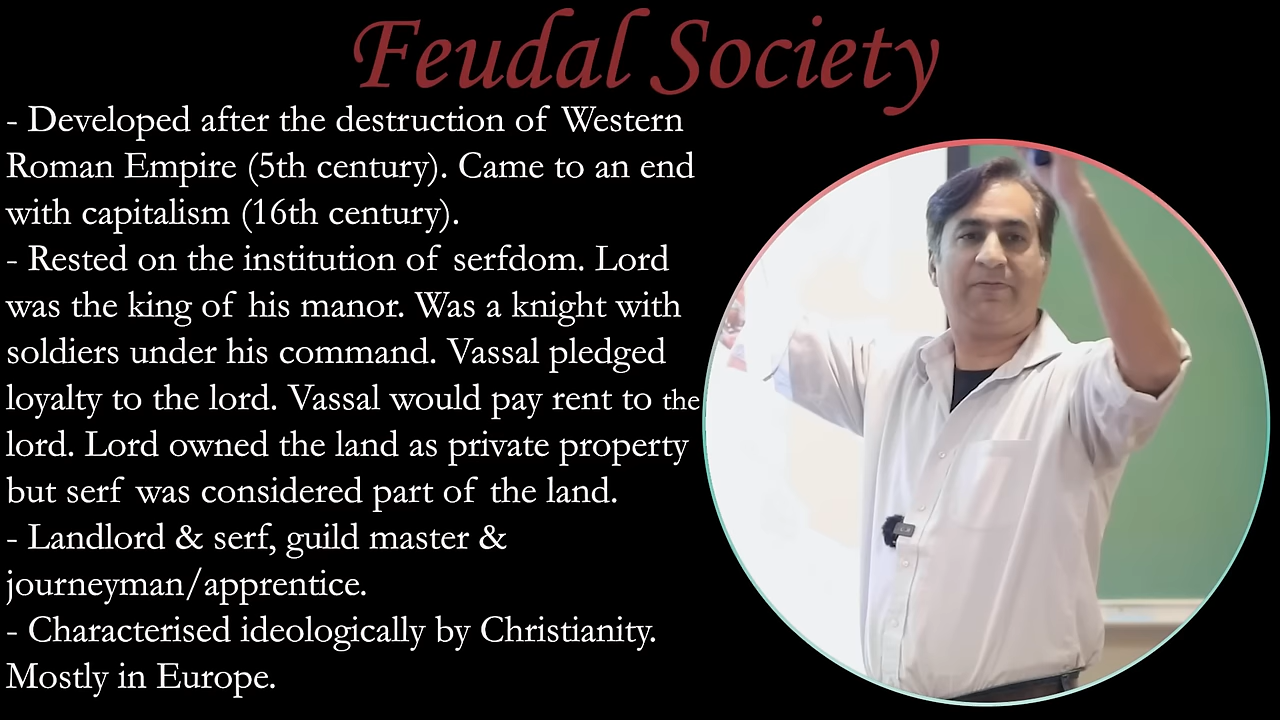 Feudal Society
- Developed after the destruction of Western
Roman Empire (5th century). Came to an end
with capitalism (16th century).
- Rested on the institution of serfdom. Lord
was the king of his manor. Was a knight with
soldiers under his command. Vassal pledged
loyalty to the lord. Vassal would pay rent to the
lord. Lord owned the land as private property
but serf was considered part of the land.
- Landlord & serf, guild master &
journeyman/apprentice.
- Characterised ideologically by Christianity.
Mostly in Europe.